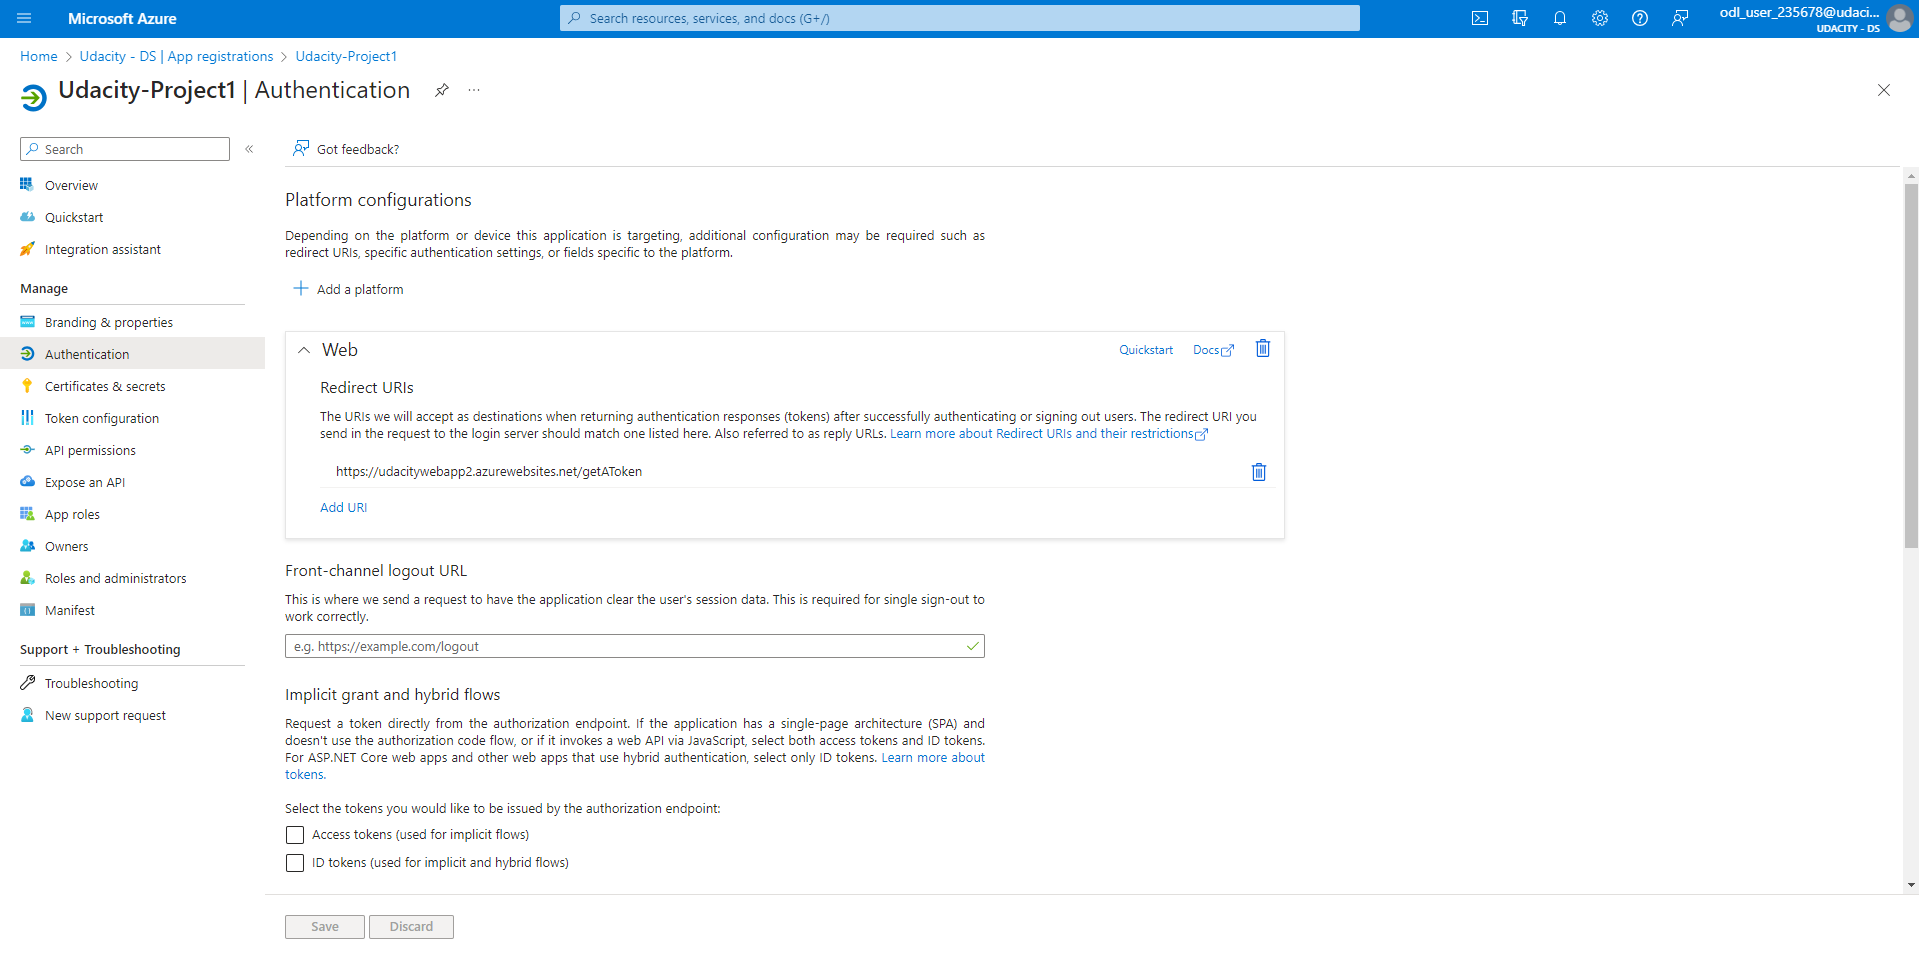 Microsoft Azure
Search resources, services, and docs (G+/)
odl_user_235678@udaci...
UDACITY - DS
Home > Udacity - DS | App registrations > Udacity-Project1
Udacity-Project1 | Authentication
Search
Overview
Quickstart
Integration assistant
Manage
Branding & properties
Authentication
Certificates & secrets
Token configuration
API permissions
Expose an API
App roles
Owners
Roles and administrators
Manifest
Support + Troubleshooting
Troubleshooting
New support request
Got feedback?
Platform configurations
Depending on the platform or device this application is targeting, additional configuration may be required such as
redirect URIs, specific authentication settings, or fields specific to the platform.
Add a platform
Web
Quickstart
Docs
Redirect URIs
The URIs we will accept as destinations when returning authentication responses (tokens) after successfully authenticating or signing out users. The redirect URI you
send in the request to the login server should match one listed here. Also referred to as reply URLs. Learn more about Redirect URIs and their restrictions
https://udacitywebapp2.azurewebsites.net/getAToken
Add URI
Front-channel logout URL
This is where we send a request to have the application clear the user's session data. This is required for single sign-out to
work correctly.
e.g. https://example.com/logout
Implicit grant and hybrid flows
Request a token directly from the authorization endpoint. If the application has a single-page architecture (SPA) and
doesn't use the authorization code flow, or if it invokes a web API via JavaScript, select both access tokens and ID tokens.
For ASP.NET Core web apps and other web apps that use hybrid authentication, select only ID tokens. Learn more about
tokens.
Select the tokens you would like to be issued by the authorization endpoint:
Access tokens (used for implicit flows)
ID tokens (used for implicit and hybrid flows)
Save
Discard